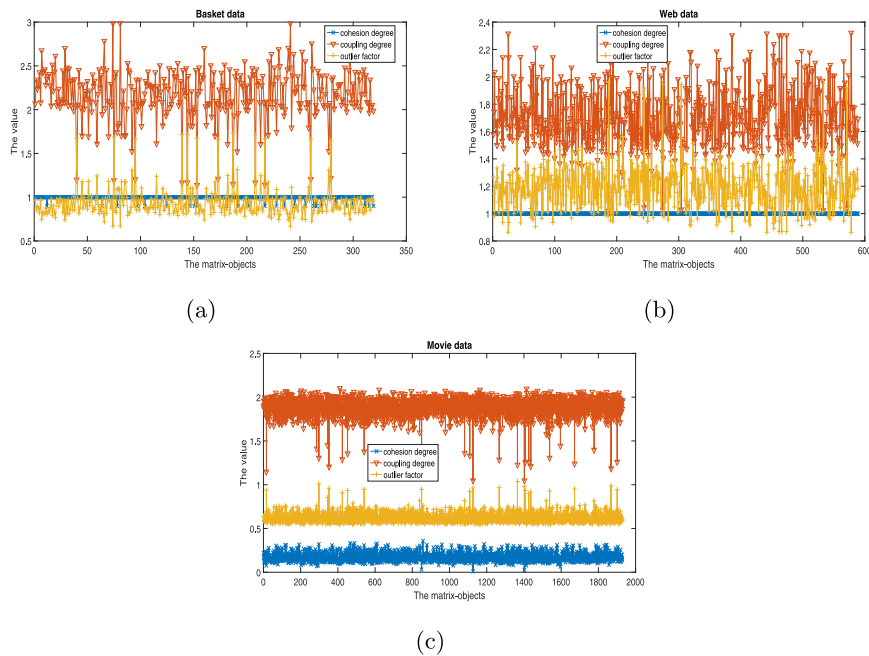 Basket data
3
2.5
2
1.5
1
0.5
The value
cohesion degree
coupling degree
outlier factor
0 50 100 150 200 250 300 350
The matrix-objects
(a)
Web data
2.4
2.2
2
1.8
1.6
1.4
1.2
1
0.8
The value
cohesion degree
coupling degree
outlier factor
0 100 200 300 400 500 600
The matrix-objects
(b)
Movie data
2.5
2
1.5
1
0.5
0
The value
cohesion degree
coupling degree
outlier factor
0 200 400 600 800 1000 1200 1400 1600 1800 2000
The matrix-objects
(c)